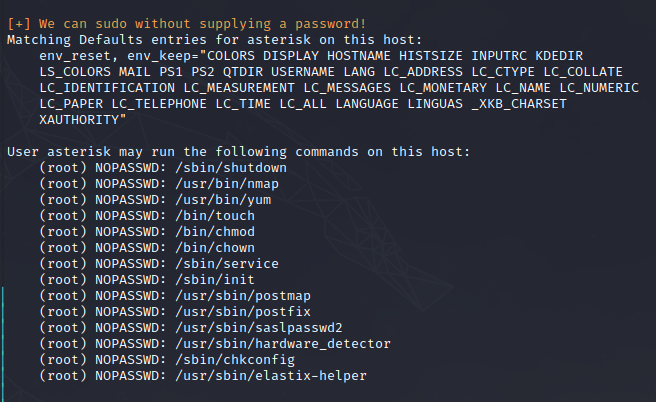 [+] We can sudo without supplying a password!
Matching Defaults entries for asterisk on this host:
env_reset, env_keep="COLORS DISPLAY HOSTNAME HISTSIZE INPUTRC KDEDIR
LS_COLORS MAIL PS1 PS2 QTDIR USERNAME LANG LC_ADDRESS LC_CTYPE LC_COLLATE
LC_IDENTIFICATION LC_MEASUREMENT LC_MESSAGES LC_MONETARY LC_NAME LC_NUMERIC
LC_PAPER LC_TELEPHONE LC_TIME LC_ALL LANGUAGE LINGUAS _XKB_CHARSET
XAUTHORITY"
User asterisk may run the following commands on this host:
(root) NOPASSWD: /sbin/shutdown
(root) NOPASSWD: /usr/bin/nmap
(root) NOPASSWD: /usr/bin/yum
(root) NOPASSWD: /bin/touch
(root) NOPASSWD: /bin/chmod
(root) NOPASSWD: /bin/chown
(root) NOPASSWD: /sbin/service
(root) NOPASSWD: /sbin/init
(root) NOPASSWD: /usr/sbin/postmap
(root) NOPASSWD: /usr/sbin/postfix
(root) NOPASSWD: /usr/sbin/saslpasswd2
(root) NOPASSWD: /usr/sbin/hardware_detector
(root) NOPASSWD: /sbin/chkconfig
(root) NOPASSWD: /usr/sbin/elastix-helper